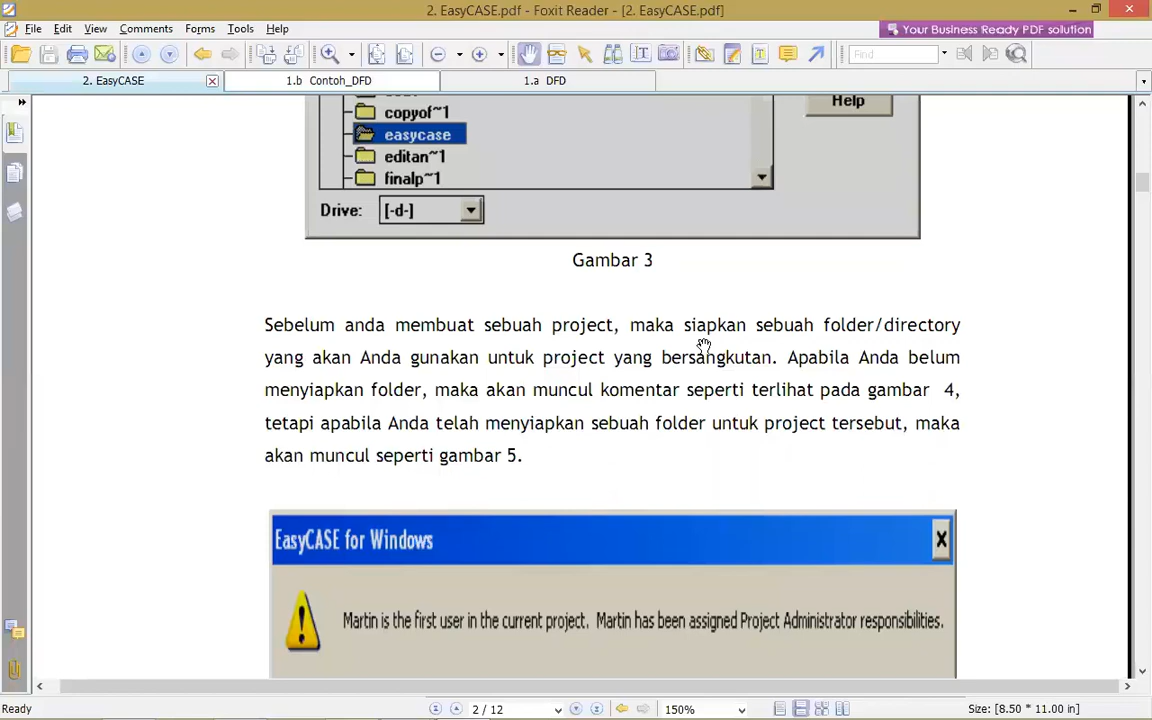 2. EasyCASE.pdf - Foxit Reader - [2. EasyCASE.pdf]
File Edit View Comments Forms Tools Help
Your Business Ready PDF solution
Find
2. EasyCASE
1.b Contoh_DFD
1.a DFD
copyof~1
easycase
editan~1
finalp~1
Help
Drive: [-d-]
Gambar 3
Sebelum anda membuat sebuah project, maka siapkan sebuah folder/directory
yang akan Anda gunakan untuk project yang bersangkutan. Apabila Anda belum
menyiapkan folder, maka akan muncul komentar seperti terlihat pada gambar 4,
tetapi apabila Anda telah menyiapkan sebuah folder untuk project tersebut, maka
akan muncul seperti gambar 5.
EasyCASE for Windows
Martin is the first user in the current project. Martin has been assigned Project Administrator responsibilities.
Ready
2 / 12
150%
Size: [8.50 * 11.00 in]